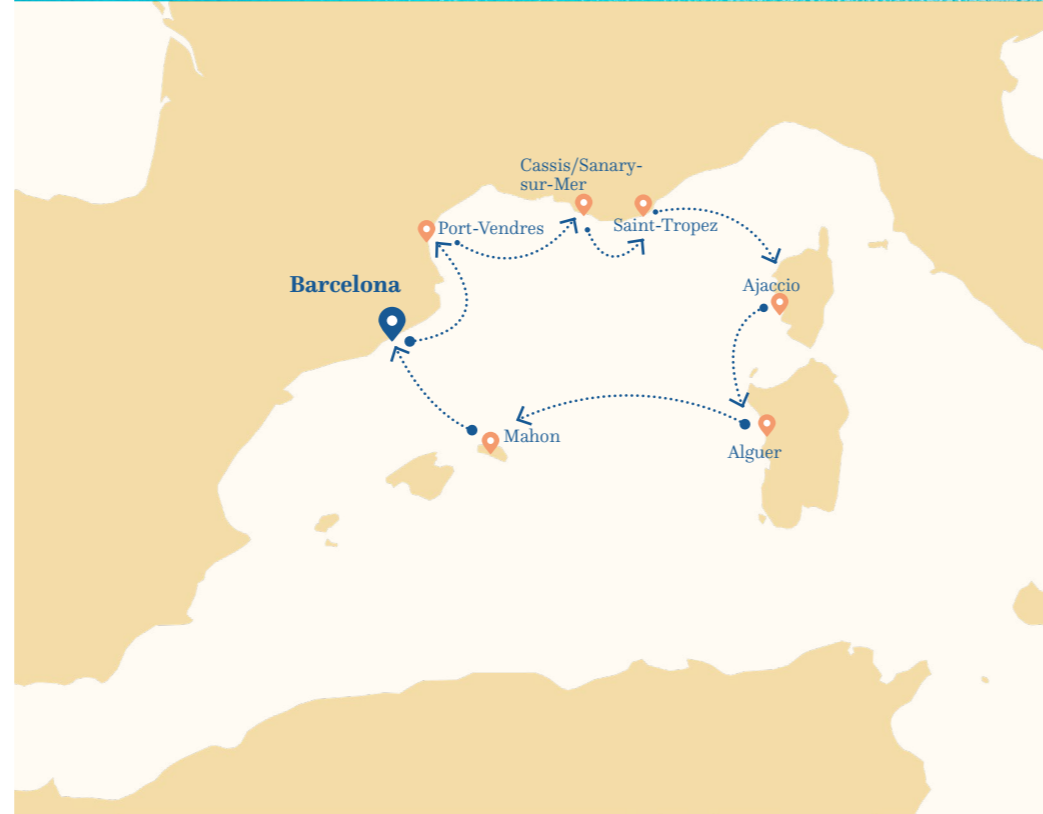 Cassis/Sanary-
sur-Mer
Port-Vendres
Saint-Tropez
Barcelona
Ajaccio
Mahon
Alguer